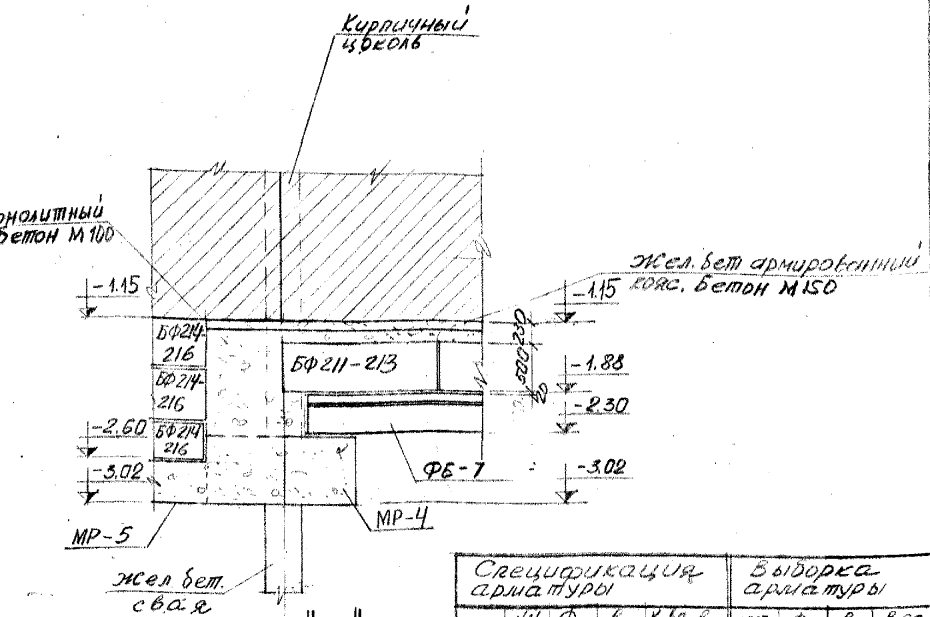 Кирпичный
цоколь
онолитный
бетон М100
Жел. бет армированный
пояс. Бетон М150
-1.15
-1.15
БФ214-
216
БФ211-213
БФ214-
216
-1.88
-2.30
-2.60
БФ214
216
-3.02
ФБ-7
-3.02
МР-5
МР-4
Жел бет.
свая
Спецификация
арматуры
Выборка
арматуры